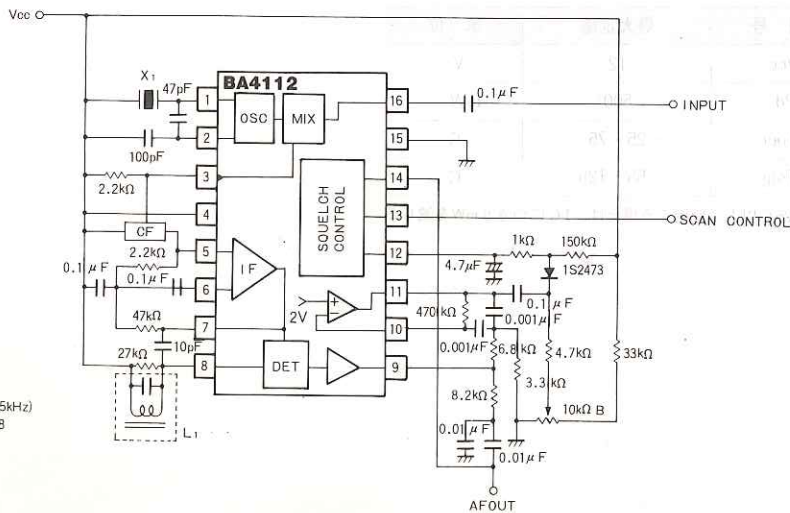 Vcc
BA4112
X1
47pF
1
2
3
4
5
6
7
8
OSC
MIX
16
15
14
13
12
11
10
9
0.1μF
INPUT
100pF
2.2kΩ
CF
2.2kΩ
0.1μF
0.1μF
47kΩ
10pF
27kΩ
L1
IF
2V
+
−
DET
SQUELCH CONTROL
SCAN CONTROL
1kΩ
150kΩ
4.7μF
1S2473
470kΩ
0.1μF
0.001μF
0.001μF
6.8kΩ
4.7kΩ
33kΩ
3.3kΩ
8.2kΩ
10kΩ B
0.01μF
0.01μF
AFOUT
5kHz)
8